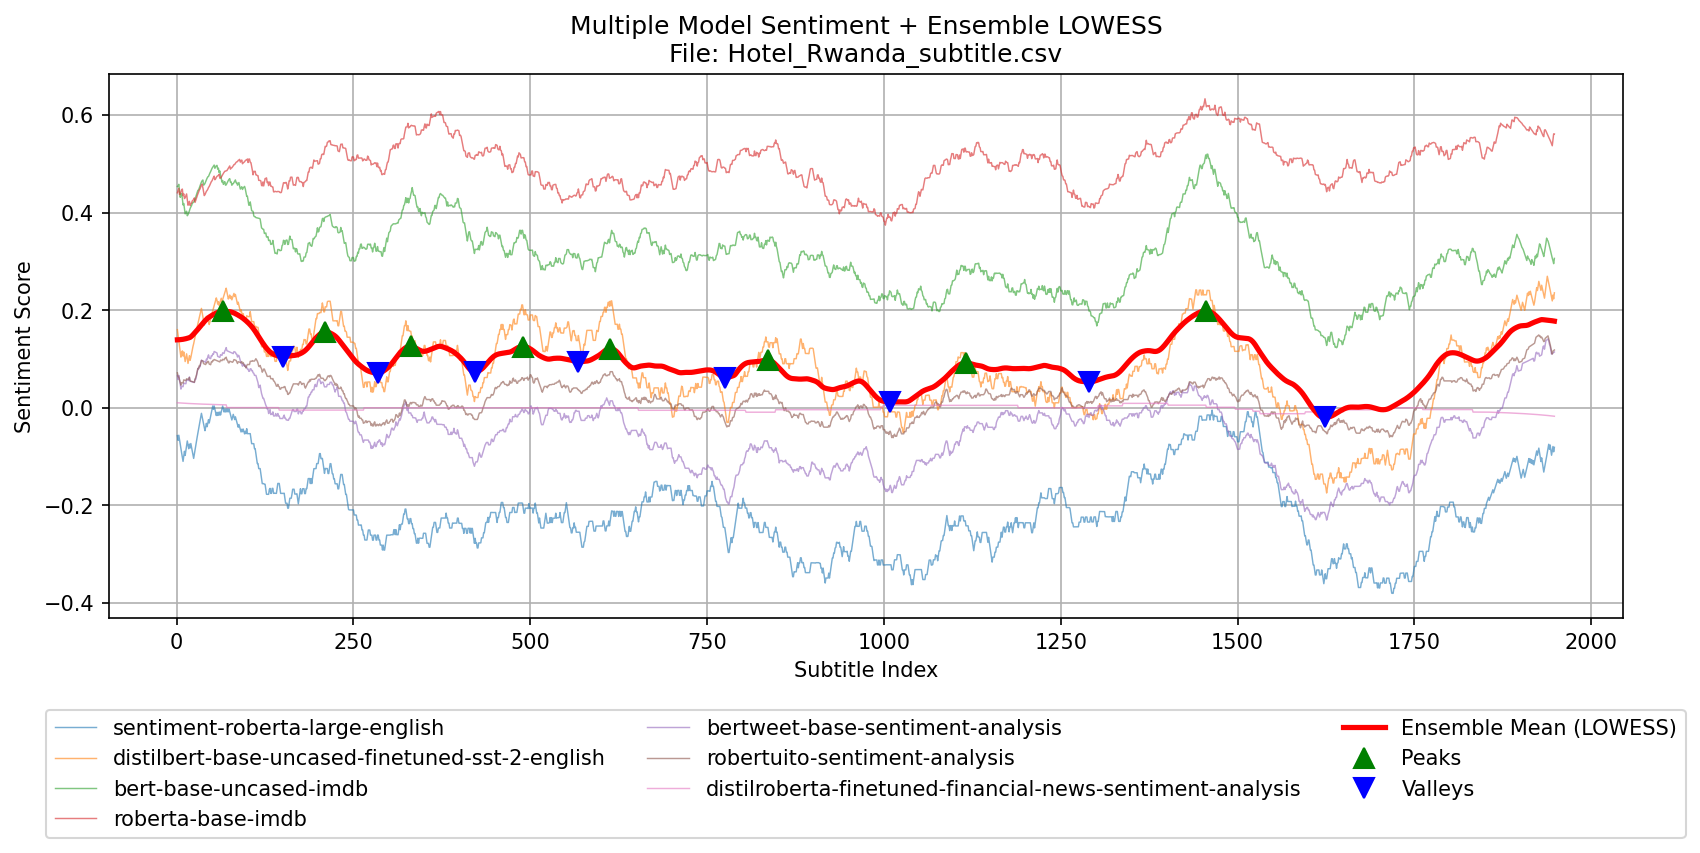 Multiple Model Sentiment + Ensemble LOWESS
File: Hotel_Rwanda_subtitle.csv
Sentiment Score
0.6
0.4
0.2
0.0
−0.2
−0.4
0
250
500
750
1000
1250
1500
1750
2000
Subtitle Index
sentiment-roberta-large-english
distilbert-base-uncased-finetuned-sst-2-english
bert-base-uncased-imdb
roberta-base-imdb
bertweet-base-sentiment-analysis
robertuito-sentiment-analysis
distilroberta-finetuned-financial-news-sentiment-analysis
Ensemble Mean (LOWESS)
Peaks
Valleys